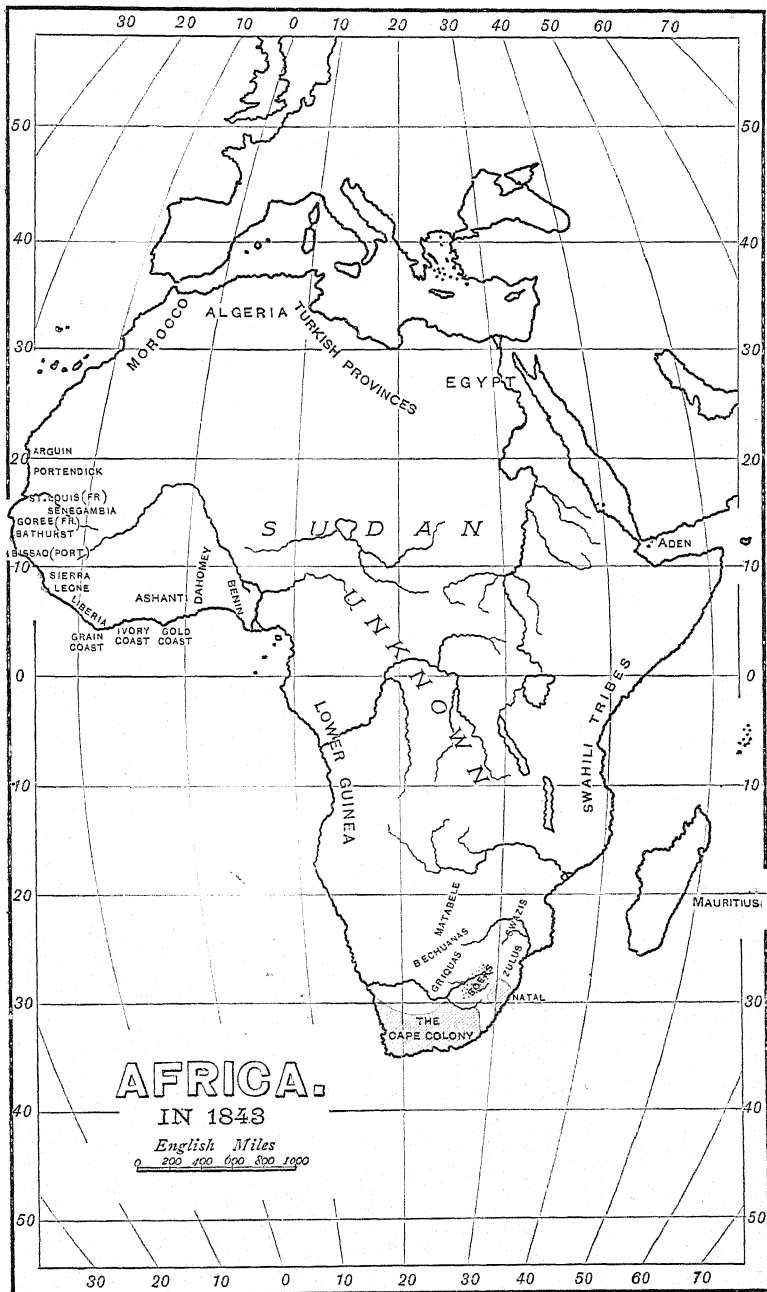 30 20 70 0 10 20 30 60 70
50 50
40 40
MOROCCO
ALGERIA
TURKISH PROVINCES
30 30
EGYPT
ARGUIN
20 20
PORTENDICK
ST. LOUIS (FR)
SENEGAMBIA
GOREE (FR.)
BATHURST
SUDAN
BISSAO (PORT.)
ADEN
10 10
SIERRA
LEONE
LIBERIA
GRAIN
COAST
IVORY
COAST
GOLD
COAST
ASHANTI
DAHOMEY
BENIN
UNKNOWN
0 0
LOWER GUINEA
SWAHILI TRIBES
10 10
20 20
MAURITIUS
MATABELE
BECHUANAS
GRIQUAS
BOERS
SWAZIS
ZULUS
NATAL
30 30
THE
CAPE COLONY
AFRICA.
IN 1843
English Miles
0 200 400 600 800 1000
40 40
50 50
30 20 10 0 10 20 30 40 50 60 70